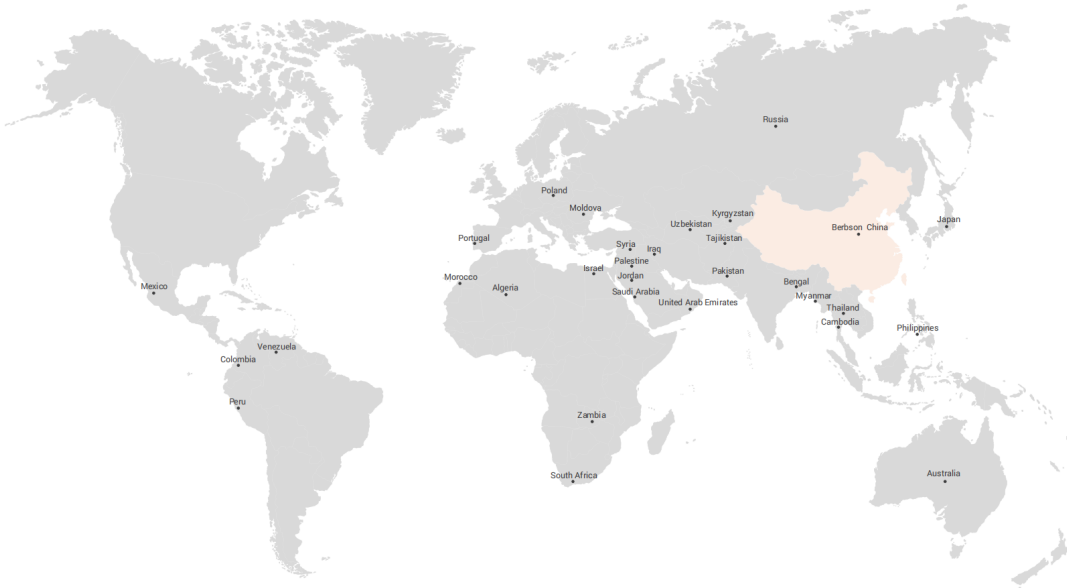 Russia
Poland
Moldova
Kyrgyzstan
Uzbekistan
Japan
Berbson China
Portugal
Syria
Iraq
Tajikistan
Palestine
Israel
Jordan
Pakistan
Morocco
Algeria
Saudi Arabia
Bengal
Mexico
Myanmar
United Arab Emirates
Thailand
Cambodia
Philippines
Venezuela
Colombia
Peru
Zambia
South Africa
Australia